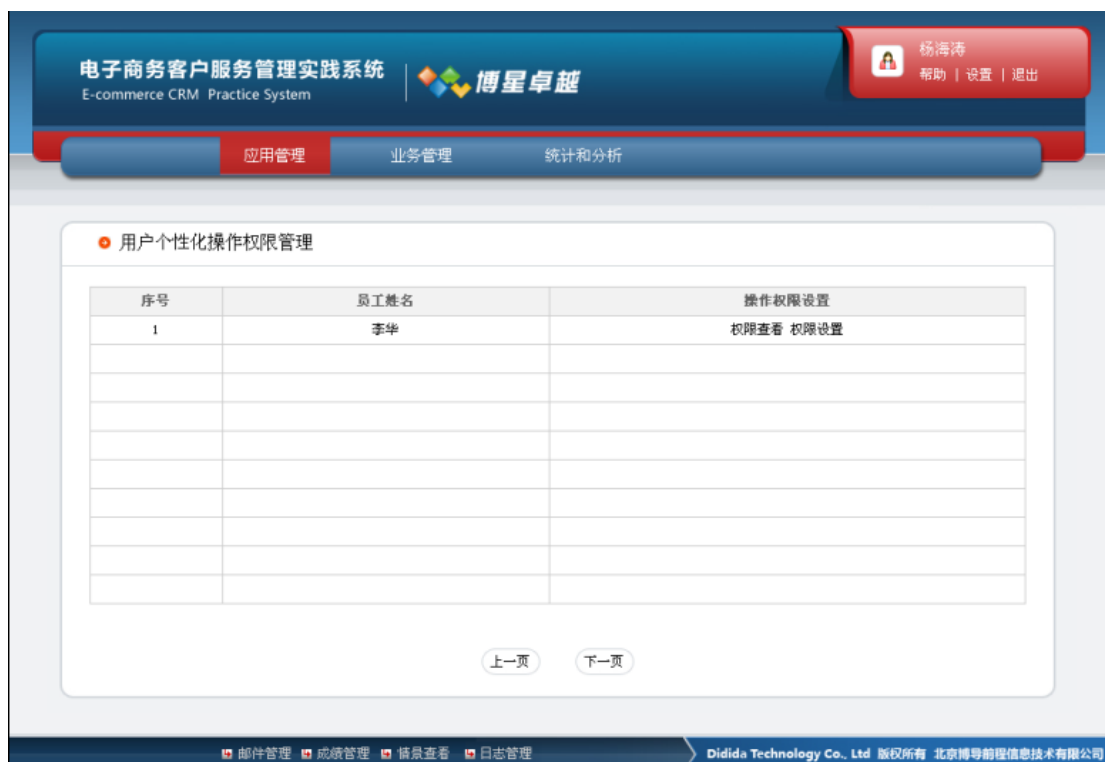 电子商务客户服务管理实践系统
E-commerce CRM Practice System
博星卓越
杨海涛
帮助 | 设置 | 退出
应用管理 业务管理 统计和分析
用户个性化操作权限管理
序号 员工姓名 操作权限设置
1 李华 权限查看 权限设置
上一页 下一页
邮件管理 成绩管理 情景查看 日志管理 Didida Technology Co., Ltd 版权所有 北京博导前程信息技术有限公司